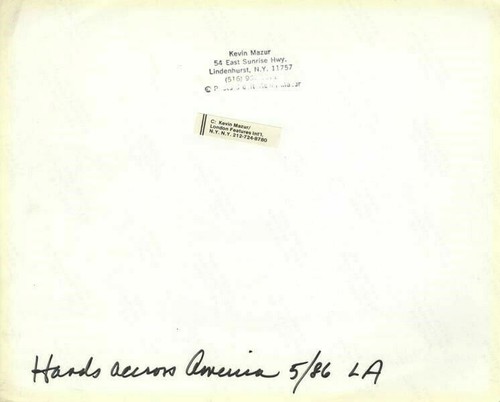 Kevin Mazur
54 East Sunrise Hwy.
Lindenhurst, N.Y. 11757
(516)
©
C: Kevin Mazur/
London Features Int'l.
N.Y. N.Y. 212-724-8780
Hands across America 5/86 LA